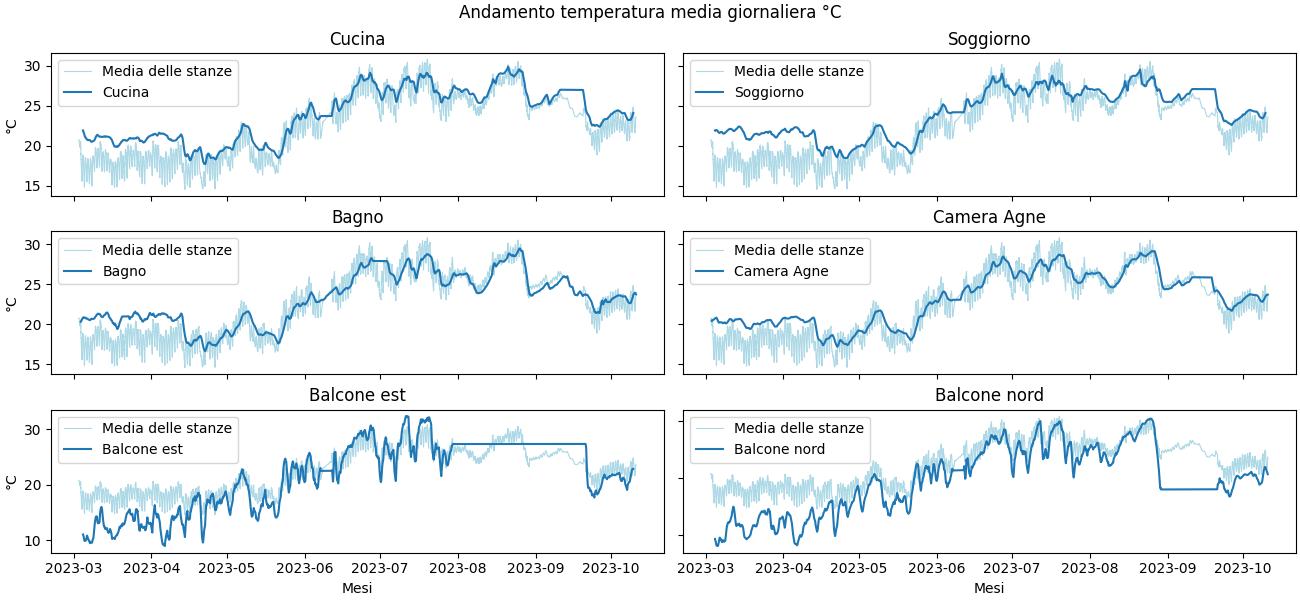 Andamento temperatura media giornaliera °C
Cucina
Soggiorno
30
25
20
15
°C
Media delle stanze
Cucina
Media delle stanze
Soggiorno
Bagno
Camera Agne
30
25
20
15
°C
Media delle stanze
Bagno
Media delle stanze
Camera Agne
Balcone est
Balcone nord
30
20
10
°C
Media delle stanze
Balcone est
Media delle stanze
Balcone nord
2023-03 2023-04 2023-05 2023-06 2023-07 2023-08 2023-09 2023-10
2023-03 2023-04 2023-05 2023-06 2023-07 2023-08 2023-09 2023-10
Mesi
Mesi